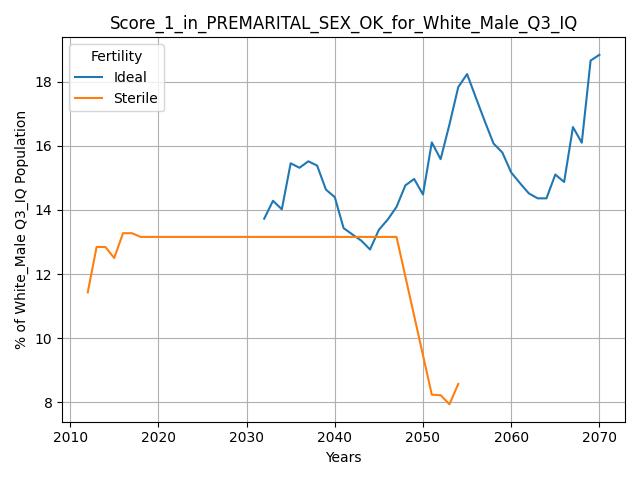 Score_1_in_PREMARITAL_SEX_OK_for_White_Male_Q3_IQ
Fertility
Ideal
Sterile
% of White_Male Q3_IQ Population
18
16
14
12
10
8
2010 2020 2030 2040 2050 2060 2070
Years